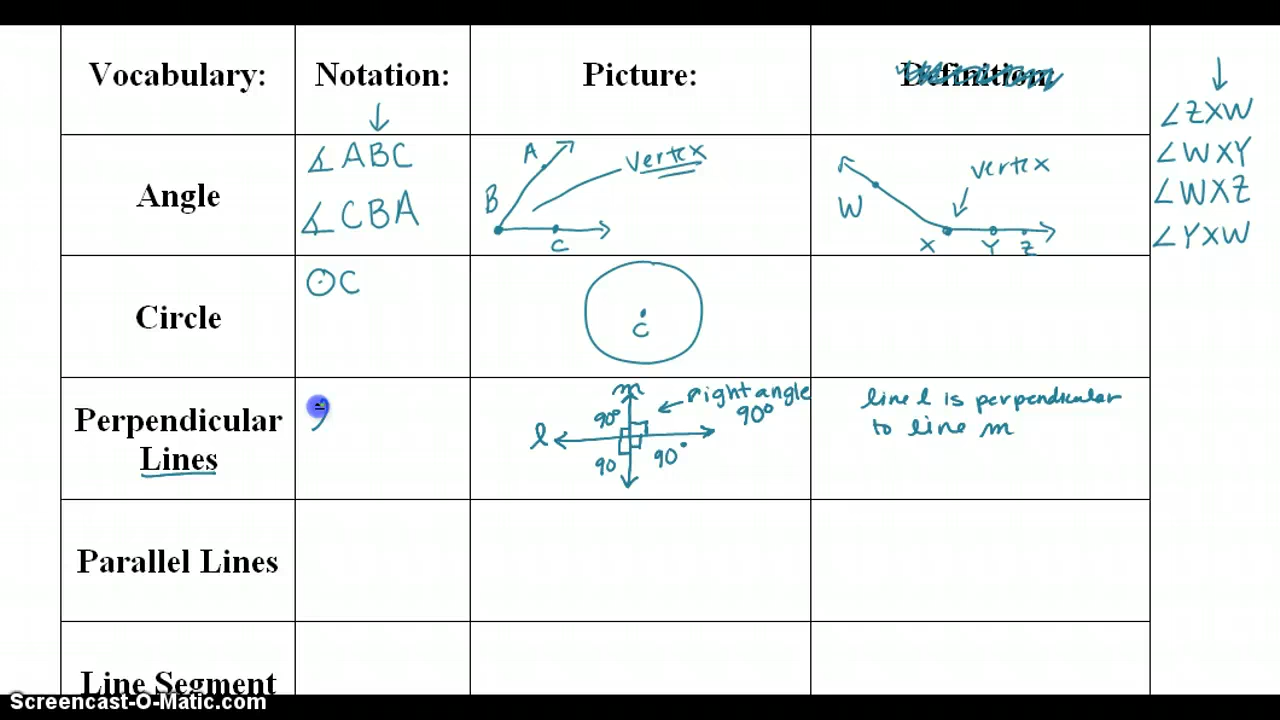 Vocabulary:
Notation:
Picture:
Definition
Angle
∡ABC
∡CBA
A
B
C
vertex
W
X
Y
Z
vertex
∠ZXW
∠WXY
∠WXZ
∠YXW
Circle
⊙C
C
Perpendicular
Lines
m
l
90°
90
90°
right angle
90°
line l is perpendicular
to line m
Parallel Lines
Line Segment
Screencast-O-Matic.com